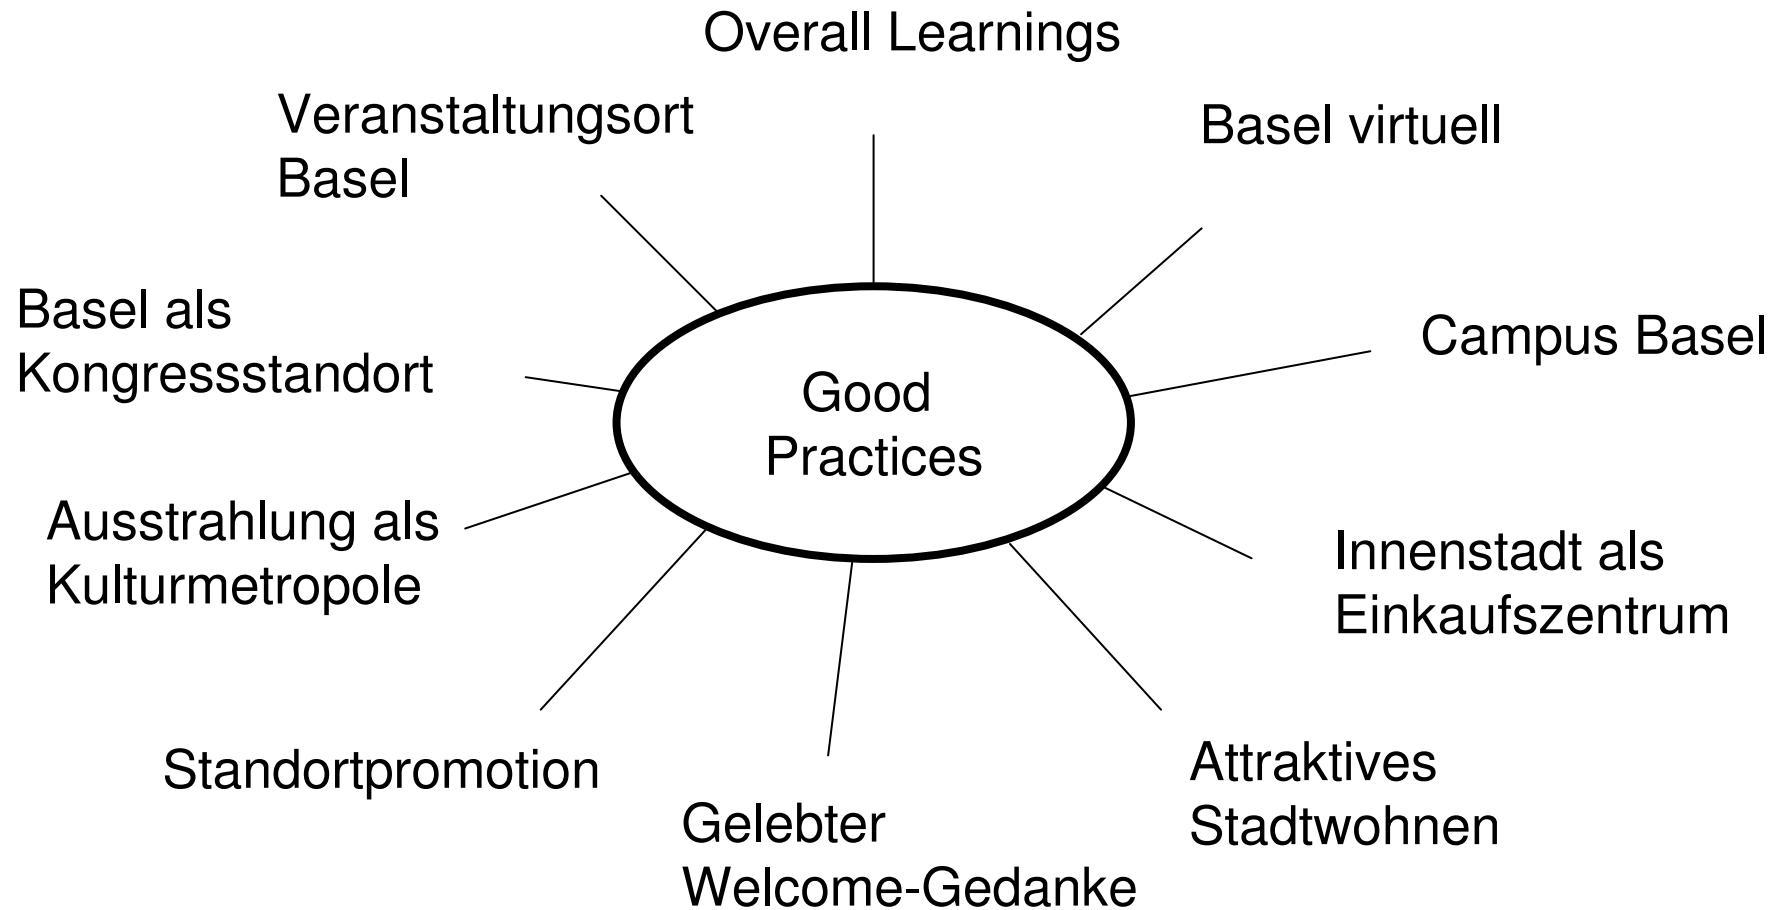 Overall Learnings
Veranstaltungsort
Basel
Basel virtuell
Basel als
Kongressstandort
Campus Basel
Good
Practices
Ausstrahlung als
Kulturmetropole
Innenstadt als
Einkaufszentrum
Standortpromotion
Attraktives
Stadtwohnen
Gelebter
Welcome-Gedanke